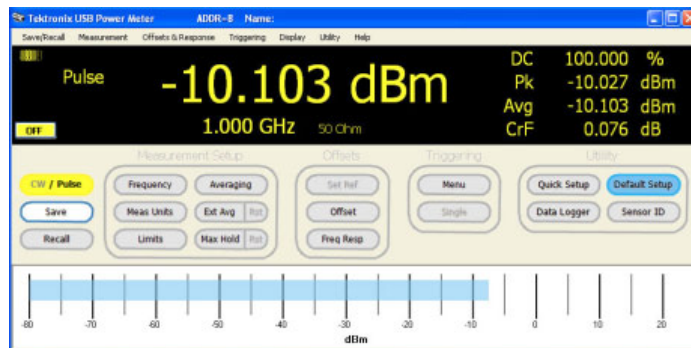 Tektronix USB Power Meter ADDR-B Name:
Save/Recall Measurement Offsets & Response Triggering Display Utility Help
Pulse
-10.103 dBm
DC 100.000 %
Pk -10.027 dBm
Avg -10.103 dBm
CrF 0.076 dB
OFF
1.000 GHz 50 Ohm
Measurement Setup Offsets Triggering Utility
CW / Pulse Frequency Averaging Set Ref Menu Quick Setup Default Setup
Save Meas Units Ext Avg Rst Offset Single Data Logger Sensor ID
Recall Limits Max Hold Rst Freq Resp
-80 -70 -60 -50 -40 -30 -20 -10 0 10 20
dBm